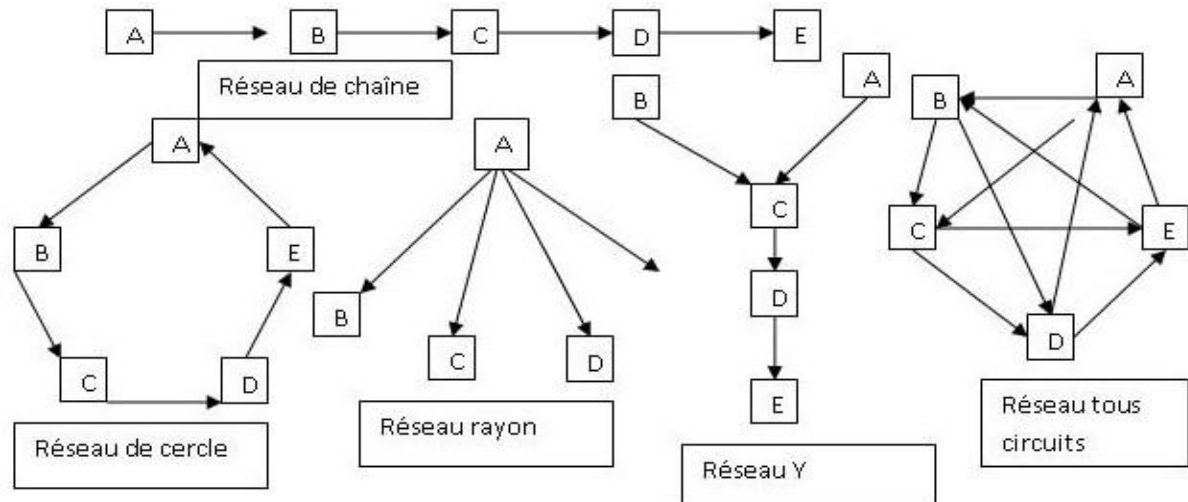 A B C D E
Réseau de chaîne
A
B
E
C
D
Réseau de cercle
A
B
C
D
Réseau rayon
B
A
C
D
E
Réseau Y
B
A
C
E
D
Réseau tous
circuits